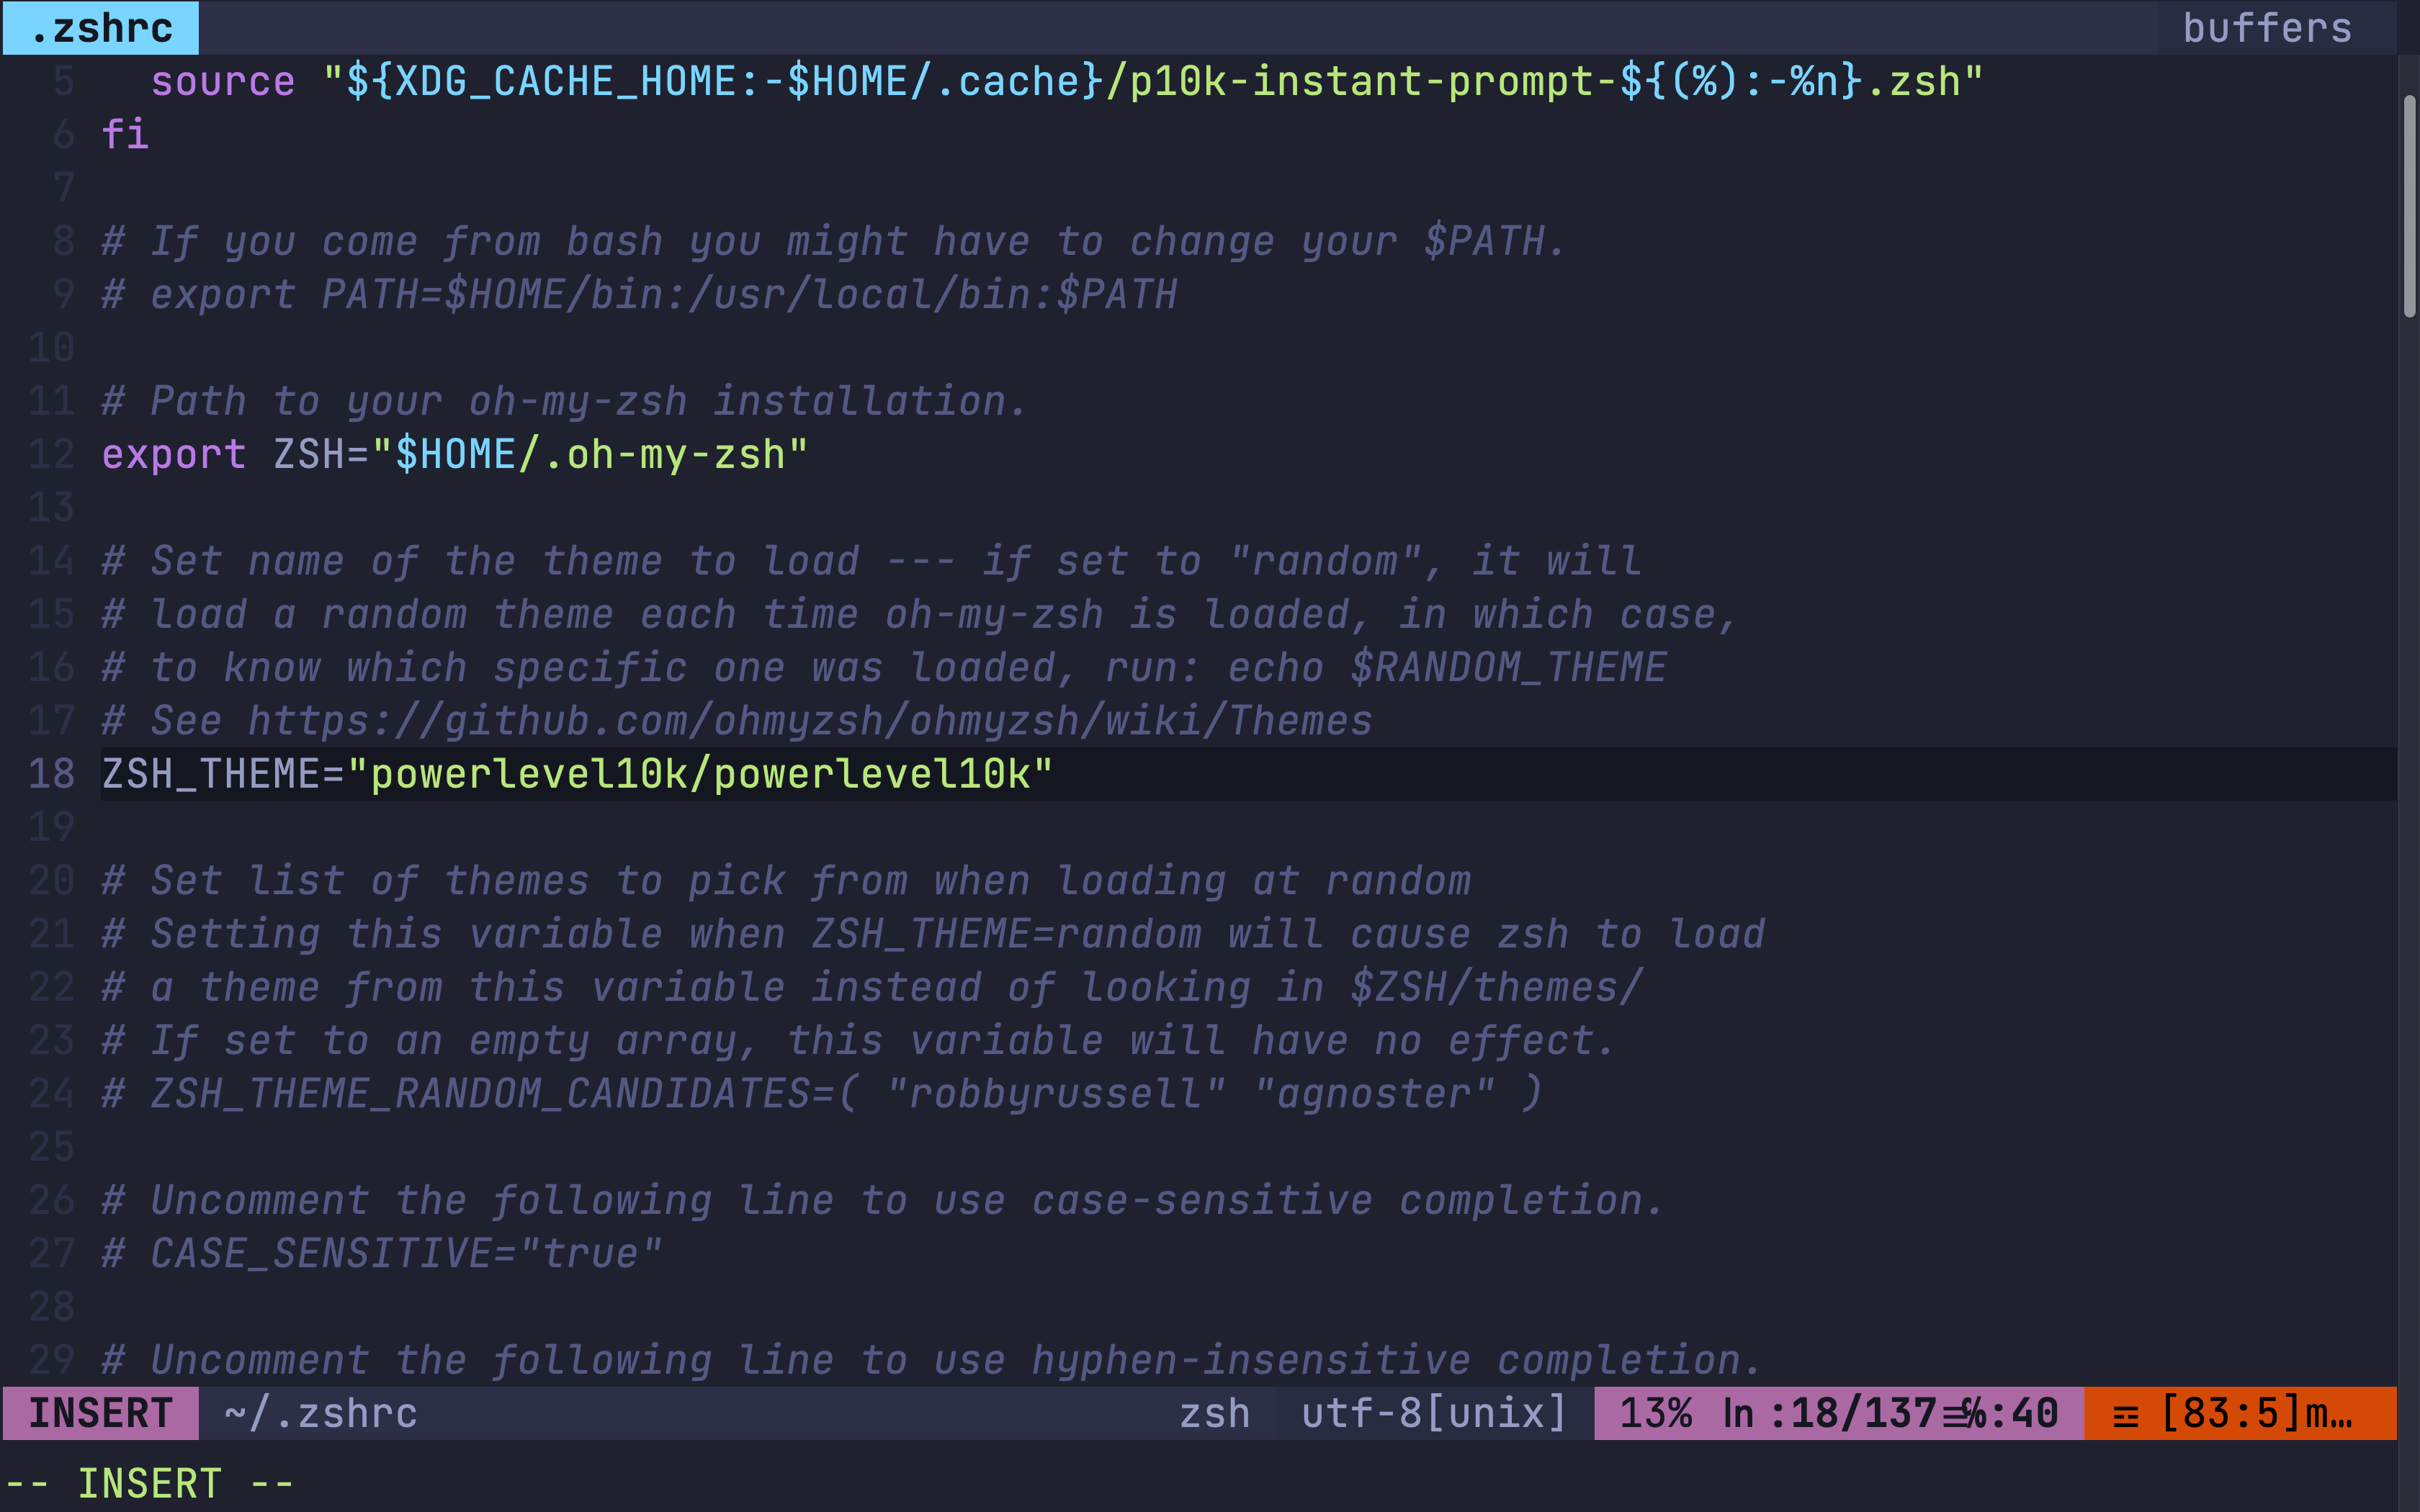 .zshrc buffers
5   source "${XDG_CACHE_HOME:-$HOME/.cache}/p10k-instant-prompt-${(%):-%n}.zsh"
6 fi
7
8 # If you come from bash you might have to change your $PATH.
9 # export PATH=$HOME/bin:/usr/local/bin:$PATH
10
11 # Path to your oh-my-zsh installation.
12 export ZSH="$HOME/.oh-my-zsh"
13
14 # Set name of the theme to load --- if set to "random", it will
15 # load a random theme each time oh-my-zsh is loaded, in which case,
16 # to know which specific one was loaded, run: echo $RANDOM_THEME
17 # See https://github.com/ohmyzsh/ohmyzsh/wiki/Themes
18 ZSH_THEME="powerlevel10k/powerlevel10k"
19
20 # Set list of themes to pick from when loading at random
21 # Setting this variable when ZSH_THEME=random will cause zsh to load
22 # a theme from this variable instead of looking in $ZSH/themes/
23 # If set to an empty array, this variable will have no effect.
24 # ZSH_THEME_RANDOM_CANDIDATES=( "robbyrussell" "agnoster" )
25
26 # Uncomment the following line to use case-sensitive completion.
27 # CASE_SENSITIVE="true"
28
29 # Uncomment the following line to use hyphen-insensitive completion.
INSERT ~/.zshrc zsh utf-8[unix] 13% ln :18/137≡℅:40 ☲ [83:5]m…
-- INSERT --